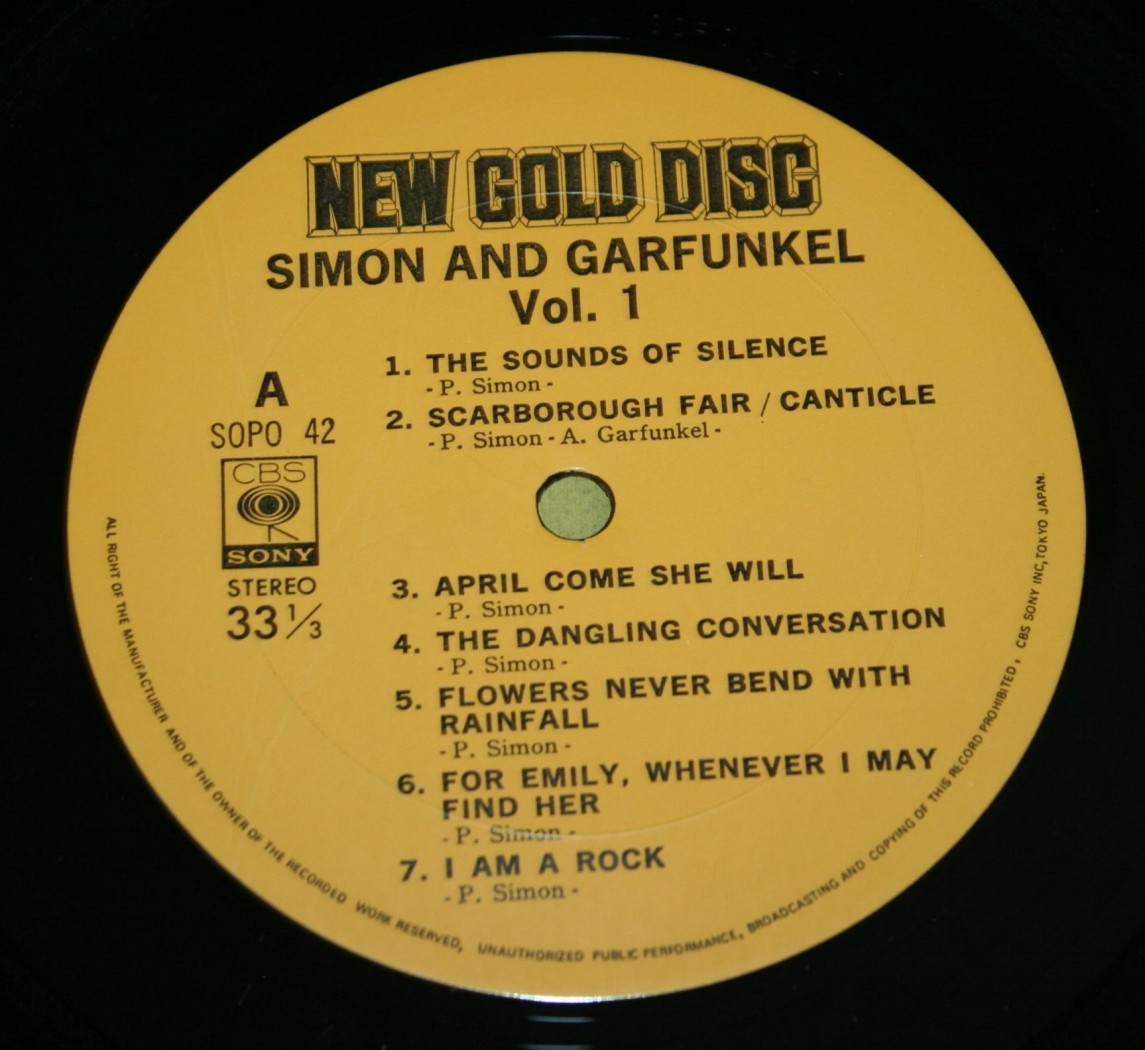 NEW GOLD DISC
SIMON AND GARFUNKEL
Vol. 1
A
SOPO 42
CBS
SONY
STEREO
33 1/3
1. THE SOUNDS OF SILENCE
- P. Simon -
2. SCARBOROUGH FAIR / CANTICLE
- P. Simon - A. Garfunkel -
3. APRIL COME SHE WILL
- P. Simon -
4. THE DANGLING CONVERSATION
- P. Simon -
5. FLOWERS NEVER BEND WITH
RAINFALL
- P. Simon -
6. FOR EMILY, WHENEVER I MAY
FIND HER
- P. Simon -
7. I AM A ROCK
- P. Simon -
ALL RIGHT OF THE MANUFACTURER AND OF THE OWNER OF THE RECORDED WORK RESERVED, UNAUTHORIZED PUBLIC PERFORMANCE, BROADCASTING AND COPYING OF THIS RECORD PROHIBITED, CBS SONY INC, TOKYO JAPAN.